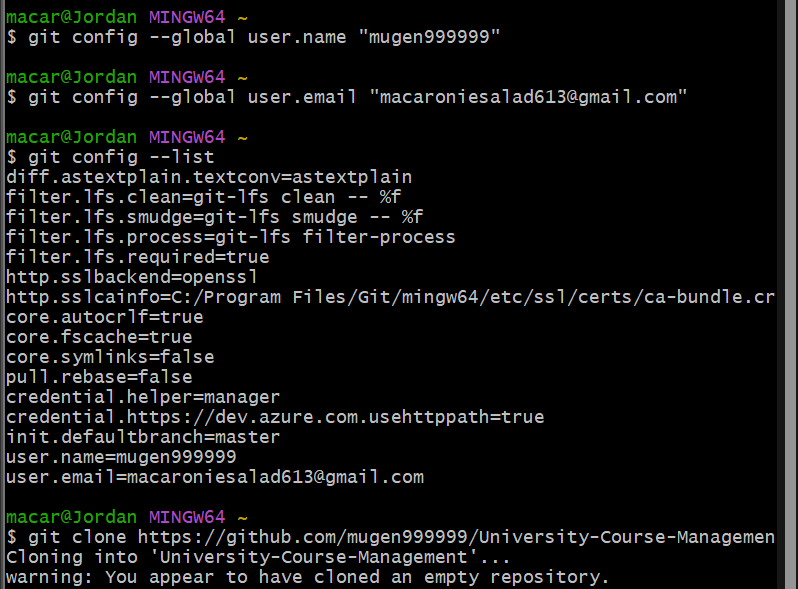 macar@Jordan MINGW64 ~
$ git config --global user.name "mugen999999"
macar@Jordan MINGW64 ~
$ git config --global user.email "macaroniesalad613@gmail.com"
macar@Jordan MINGW64 ~
$ git config --list
diff.astextplain.textconv=astextplain
filter.lfs.clean=git-lfs clean -- %f
filter.lfs.smudge=git-lfs smudge -- %f
filter.lfs.process=git-lfs filter-process
filter.lfs.required=true
http.sslbackend=openssl
http.sslcainfo=C:/Program Files/Git/mingw64/etc/ssl/certs/ca-bundle.cr
core.autocrlf=true
core.fscache=true
core.symlinks=false
pull.rebase=false
credential.helper=manager
credential.https://dev.azure.com.usehttppath=true
init.defaultbranch=master
user.name=mugen999999
user.email=macaroniesalad613@gmail.com
macar@Jordan MINGW64 ~
$ git clone https://github.com/mugen999999/University-Course-Managemen
Cloning into 'University-Course-Management'...
warning: You appear to have cloned an empty repository.